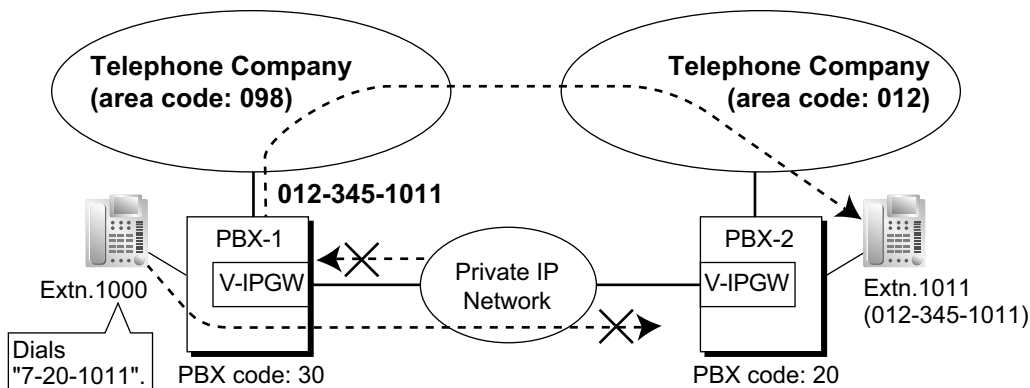 Telephone Company
(area code: 098)
Telephone Company
(area code: 012)
012-345-1011
PBX-1
V-IPGW
Private IP
Network
PBX-2
V-IPGW
Extn.1000
Extn.1011
(012-345-1011)
Dials
"7-20-1011".
PBX code: 30
PBX code: 20